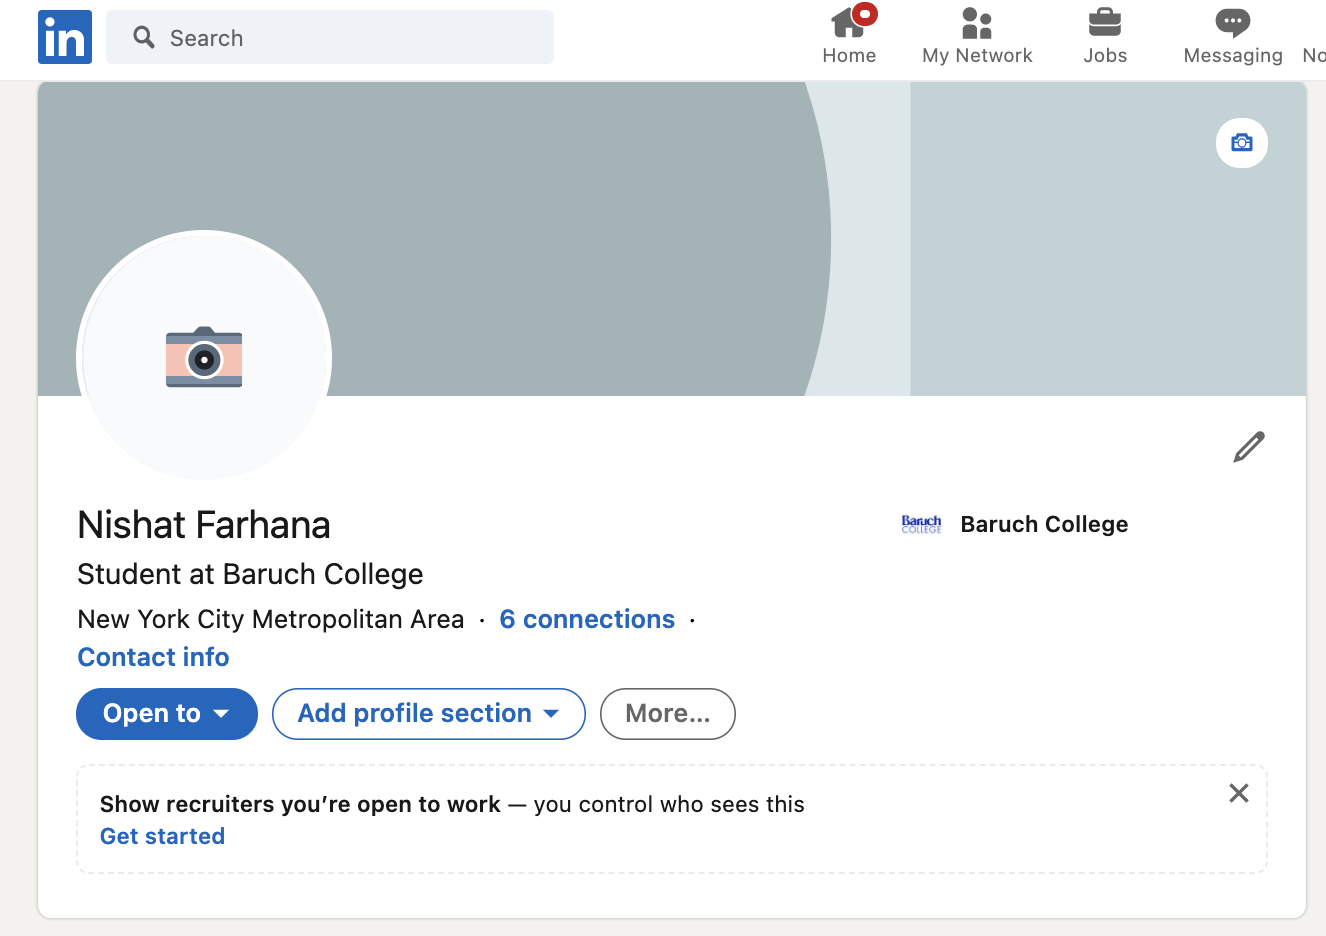 in
Search
Home
My Network
Jobs
Messaging
No
Nishat Farhana
Baruch COLLEGE
Baruch College
Student at Baruch College
New York City Metropolitan Area · 6 connections ·
Contact info
Open to
Add profile section
More...
Show recruiters you’re open to work — you control who sees this
Get started